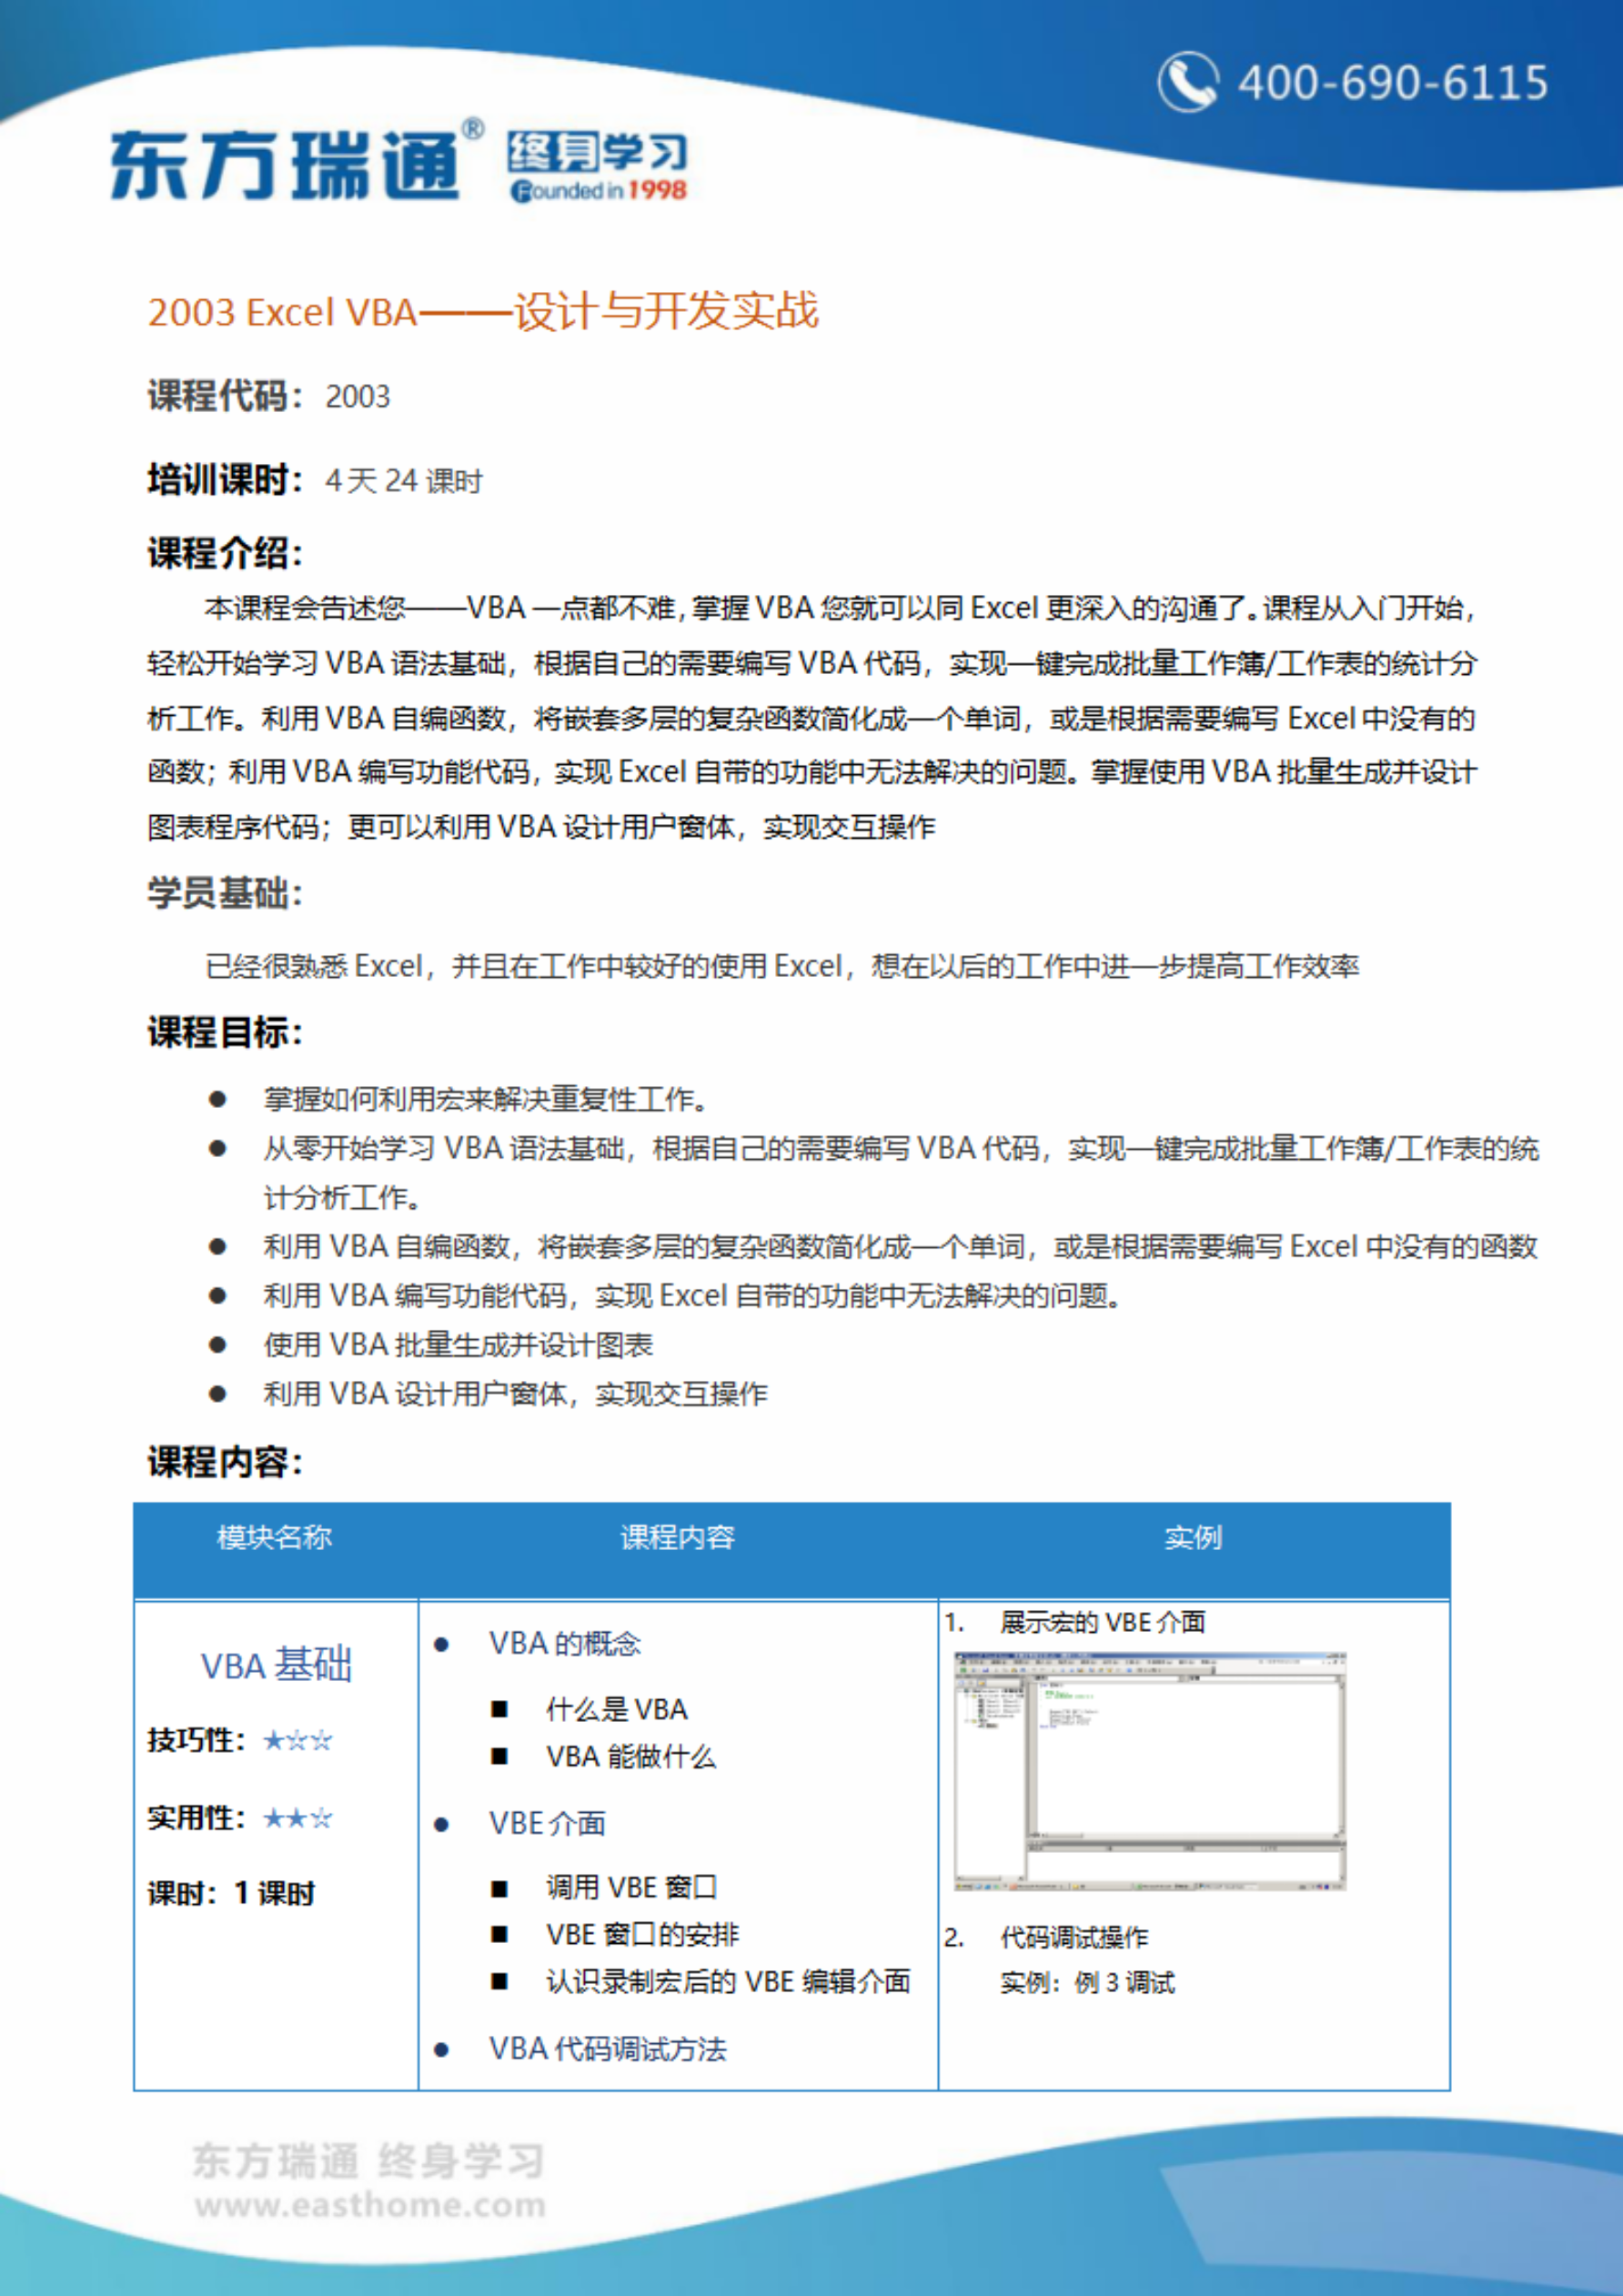 400-690-6115
东方瑞通® 终身学习
Founded in 1998
2003 Excel VBA——设计与开发实战
课程代码：2003
培训课时：4 天 24 课时
课程介绍：
本课程会告述您——VBA 一点都不难，掌握 VBA 您就可以同 Excel 更深入的沟通了。课程从入门开始，
轻松开始学习 VBA 语法基础，根据自己的需要编写 VBA 代码，实现一键完成批量工作簿/工作表的统计分
析工作。利用 VBA 自编函数，将嵌套多层的复杂函数简化成一个单词，或是根据需要编写 Excel 中没有的
函数；利用 VBA 编写功能代码，实现 Excel 自带的功能中无法解决的问题。掌握使用 VBA 批量生成并设计
图表程序代码；更可以利用 VBA 设计用户窗体，实现交互操作
学员基础：
已经很熟悉 Excel，并且在工作中较好的使用 Excel，想在以后的工作中进一步提高工作效率
课程目标：
● 掌握如何利用宏来解决重复性工作。
● 从零开始学习 VBA 语法基础，根据自己的需要编写 VBA 代码，实现一键完成批量工作簿/工作表的统
计分析工作。
● 利用 VBA 自编函数，将嵌套多层的复杂函数简化成一个单词，或是根据需要编写 Excel 中没有的函数
● 利用 VBA 编写功能代码，实现 Excel 自带的功能中无法解决的问题。
● 使用 VBA 批量生成并设计图表
● 利用 VBA 设计用户窗体，实现交互操作
课程内容：
模块名称 课程内容 实例
VBA 基础
技巧性：★☆☆
实用性：★★☆
课时：1 课时
● VBA 的概念
■ 什么是 VBA
■ VBA 能做什么
● VBE 介面
■ 调用 VBE 窗口
■ VBE 窗口的安排
■ 认识录制宏后的 VBE 编辑介面
● VBA 代码调试方法
1. 展示宏的 VBE 介面
2. 代码调试操作
实例：例 3 调试
东方瑞通 终身学习
www.easthome.com